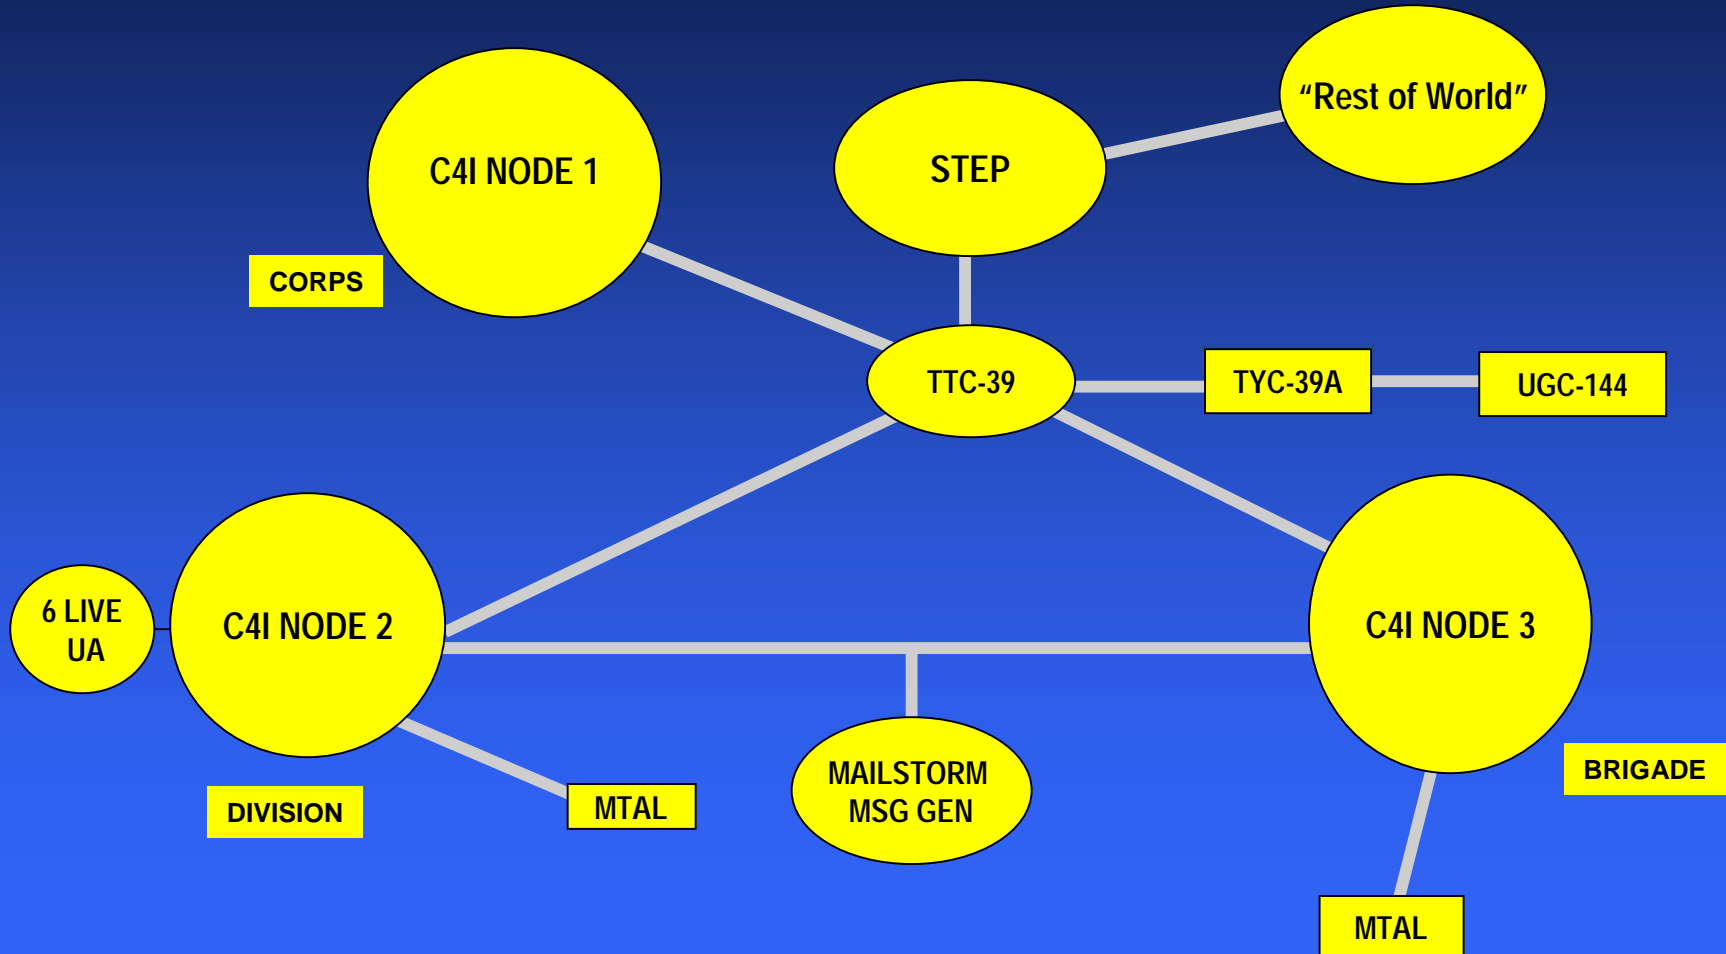 “Rest of World”
C4I NODE 1
STEP
CORPS
TTC-39
TYC-39A
UGC-144
6 LIVE
UA
C4I NODE 2
C4I NODE 3
MAILSTORM
MSG GEN
BRIGADE
DIVISION
MTAL
MTAL